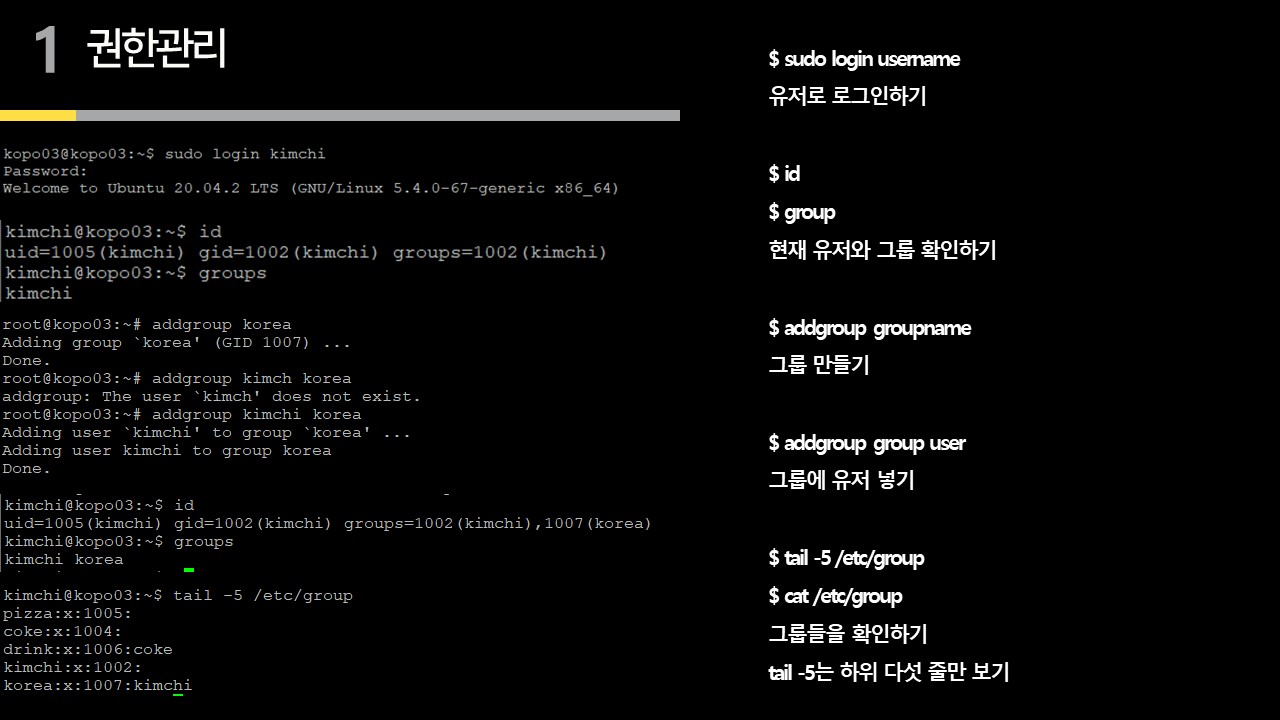 1 권한관리
kopo03@kopo03:~$ sudo login kimchi
Password:
Welcome to Ubuntu 20.04.2 LTS (GNU/Linux 5.4.0-67-generic x86_64)
kimchi@kopo03:~$ id
uid=1005(kimchi) gid=1002(kimchi) groups=1002(kimchi)
kimchi@kopo03:~$ groups
kimchi
root@kopo03:~# addgroup korea
Adding group `korea' (GID 1007) ...
Done.
root@kopo03:~# addgroup kimch korea
addgroup: The user `kimch' does not exist.
root@kopo03:~# addgroup kimchi korea
Adding user `kimchi' to group `korea' ...
Adding user kimchi to group korea
Done.
kimchi@kopo03:~$ id
uid=1005(kimchi) gid=1002(kimchi) groups=1002(kimchi),1007(korea)
kimchi@kopo03:~$ groups
kimchi korea
kimchi@kopo03:~$ tail -5 /etc/group
pizza:x:1005:
coke:x:1004:
drink:x:1006:coke
kimchi:x:1002:
korea:x:1007:kimchi
$ sudo login username
유저로 로그인하기
$ id
$ group
현재 유저와 그룹 확인하기
$ addgroup groupname
그룹 만들기
$ addgroup group user
그룹에 유저 넣기
$ tail -5 /etc/group
$ cat /etc/group
그룹들을 확인하기
tail -5는 하위 다섯 줄만 보기